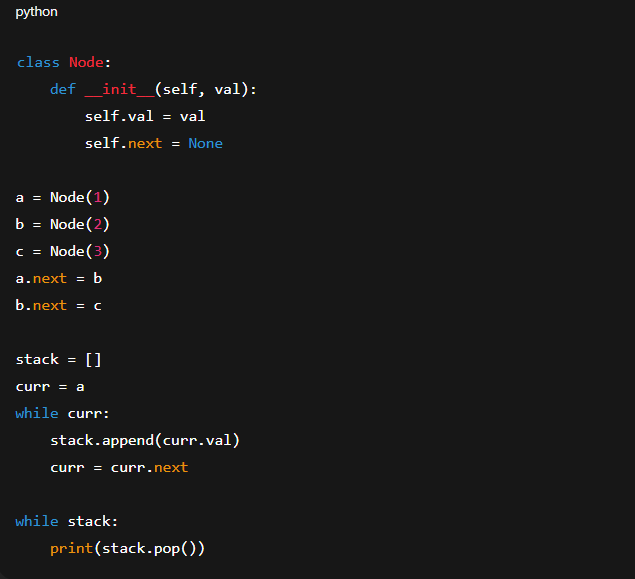 python
class Node:
    def __init__(self, val):
        self.val = val
        self.next = None
a = Node(1)
b = Node(2)
c = Node(3)
a.next = b
b.next = c
stack = []
curr = a
while curr:
    stack.append(curr.val)
    curr = curr.next
while stack:
    print(stack.pop())